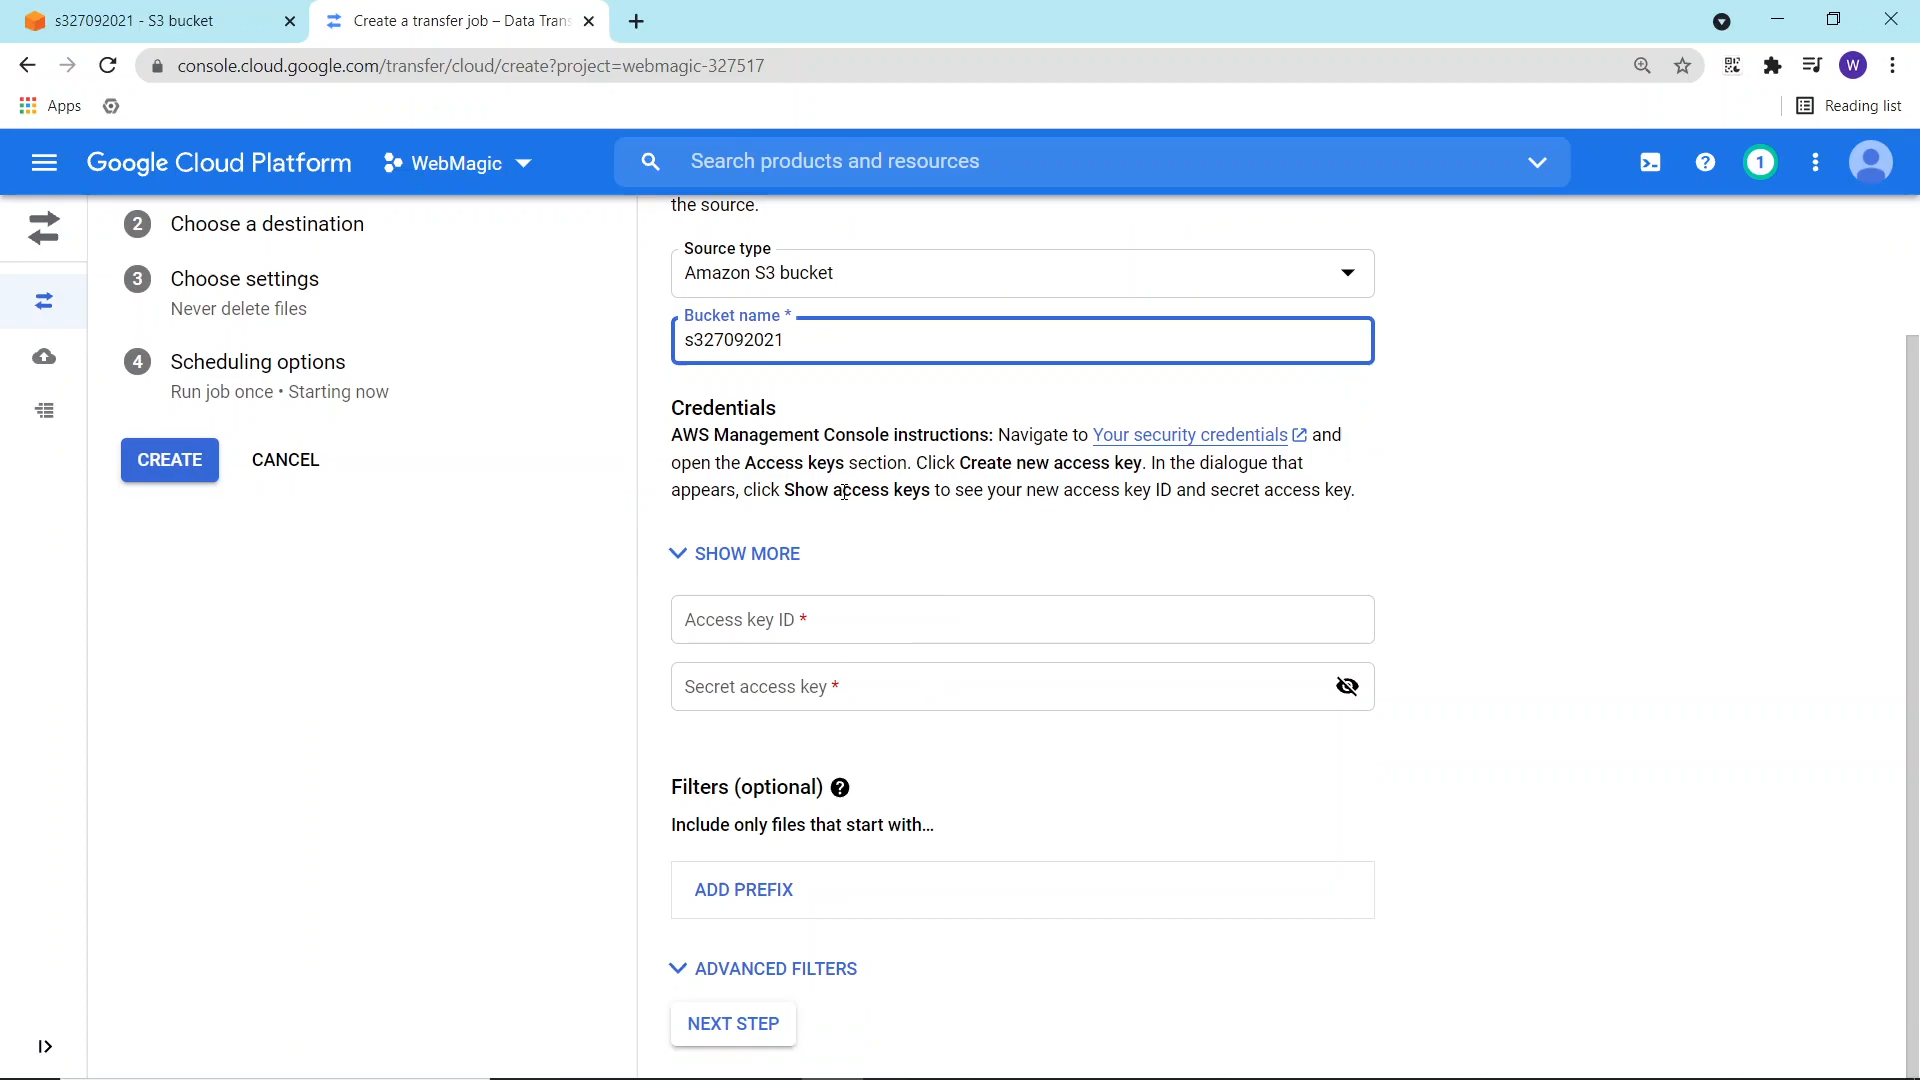 s327092021 - S3 bucket
Create a transfer job – Data Trans
console.cloud.google.com/transfer/cloud/create?project=webmagic-327517
W
Apps
Reading list
Google Cloud Platform
WebMagic
Search products and resources
1
2 Choose a destination
3 Choose settings
Never delete files
4 Scheduling options
Run job once • Starting now
CREATE
CANCEL
the source.
Source type
Amazon S3 bucket
Bucket name *
s327092021
Credentials
AWS Management Console instructions: Navigate to Your security credentials and
open the Access keys section. Click Create new access key. In the dialogue that
appears, click Show access keys to see your new access key ID and secret access key.
SHOW MORE
Access key ID *
Secret access key *
Filters (optional) ?
Include only files that start with…
ADD PREFIX
ADVANCED FILTERS
NEXT STEP